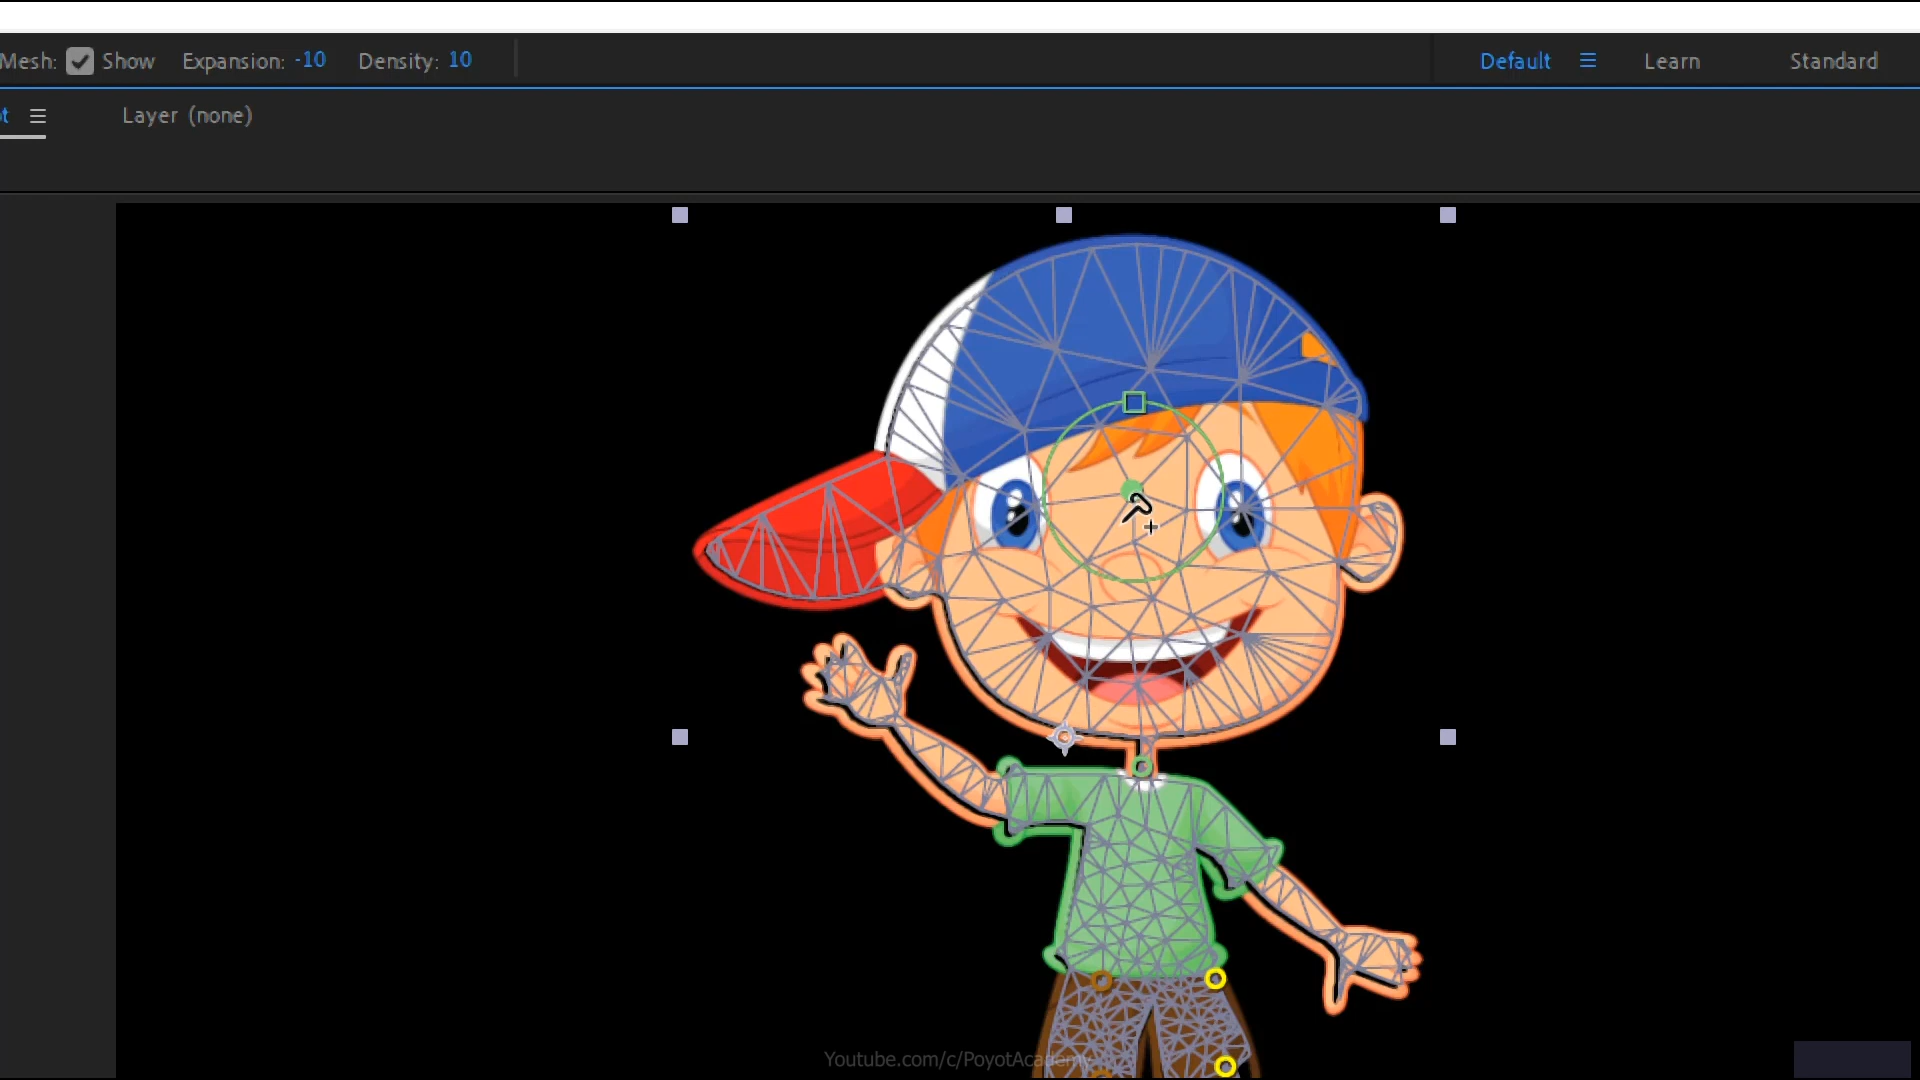 Mesh: Show Expansion: -10 Density: 10 Default Learn Standard
Layer (none)
Youtube.com/c/PoyotAcademy